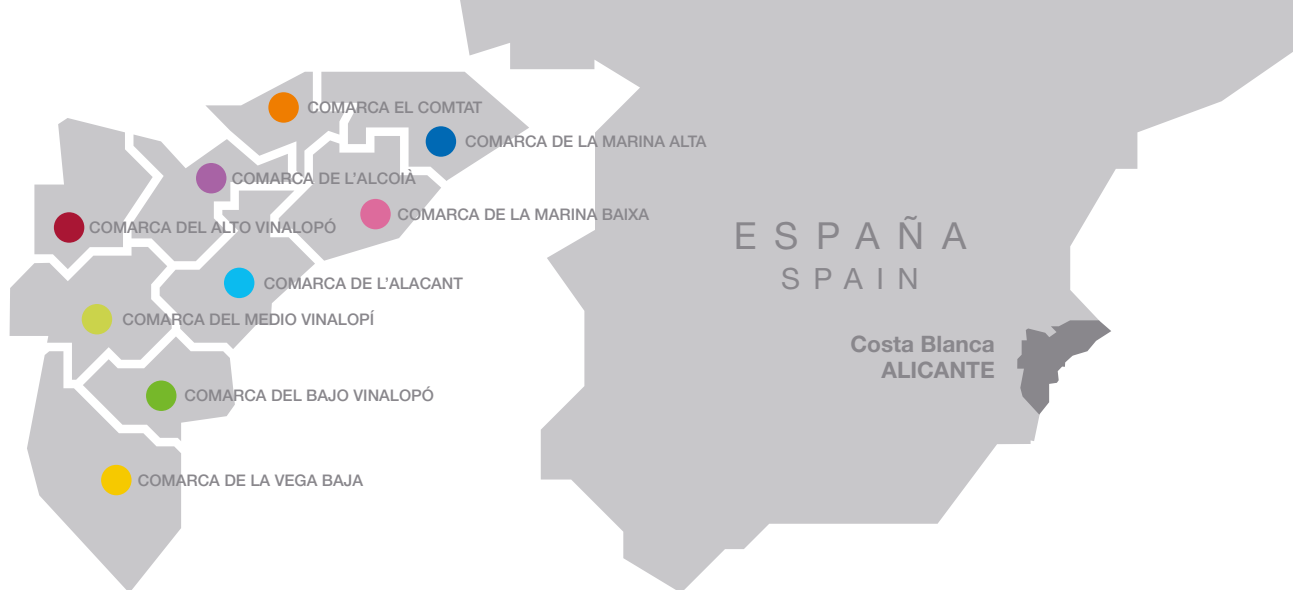 COMARCA EL COMTAT
COMARCA DE LA MARINA ALTA
COMARCA DE L'ALCOIÀ
COMARCA DE LA MARINA BAIXA
COMARCA DEL ALTO VINALOPÓ
COMARCA DE L'ALACANT
COMARCA DEL MEDIO VINALOPÍ
COMARCA DEL BAJO VINALOPÓ
COMARCA DE LA VEGA BAJA
ESPAÑA
SPAIN
Costa Blanca
ALICANTE